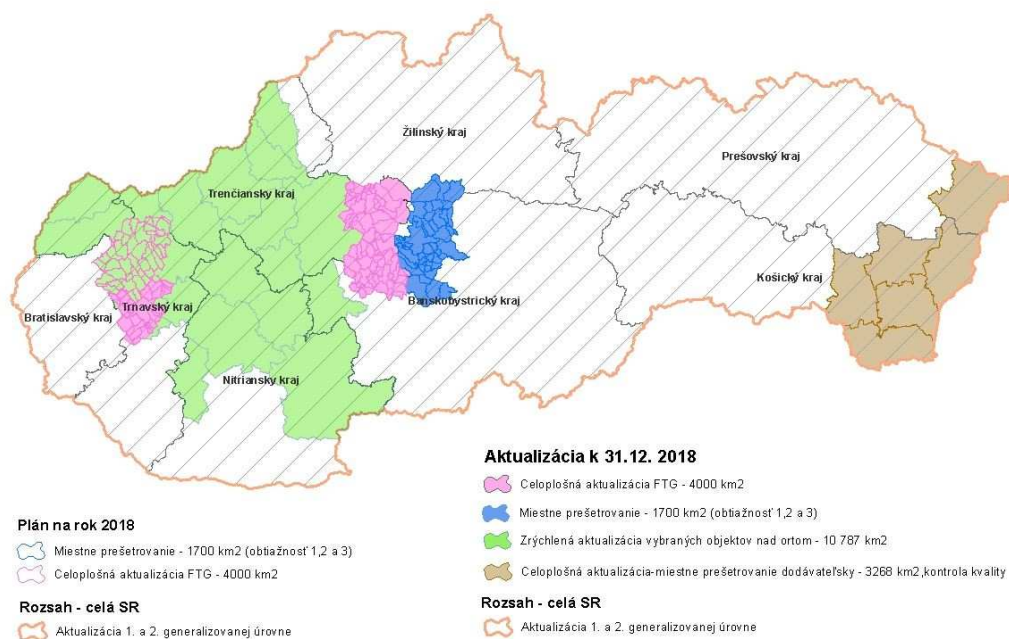 Žilinský kraj
Prešovský kraj
Trenčiansky kraj
Košický kraj
Banskobystrický kraj
Trnavský kraj
Bratislavský kraj
Nitriansky kraj
Plán na rok 2018
Miestne prešetrovanie - 1700 km2 (obtiažnosť 1,2 a 3)
Celoplošná aktualizácia FTG - 4000 km2
Rozsah - celá SR
Aktualizácia 1. a 2. generalizovanej úrovne
Aktualizácia k 31.12. 2018
Celoplošná aktualizácia FTG - 4000 km2
Miestne prešetrovanie - 1700 km2 (obtiažnosť 1,2 a 3)
Zrýchlená aktualizácia vybraných objektov nad ortom - 10 787 km2
Celoplošná aktualizácia-miestne prešetrovanie dodávateľsky - 3268 km2,kontrola kvality
Rozsah - celá SR
Aktualizácia 1. a 2. generalizovanej úrovne